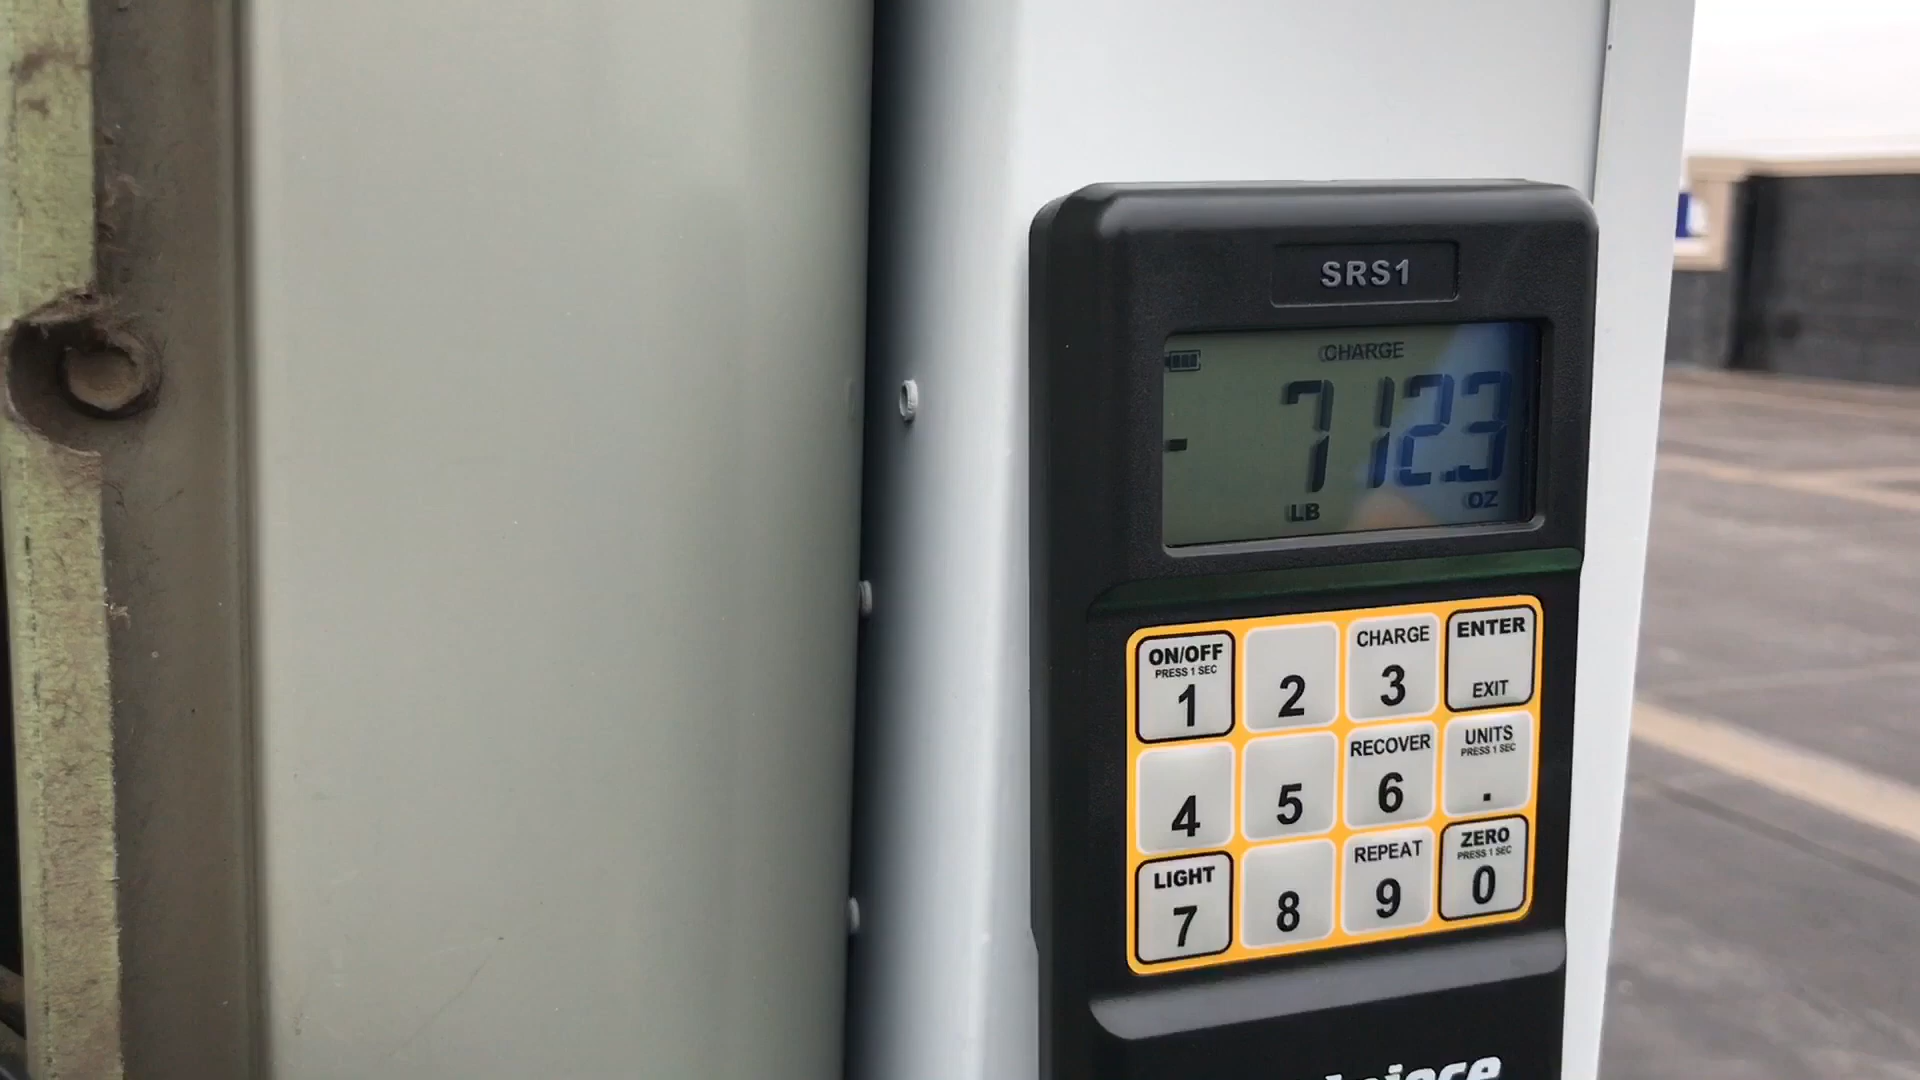 SRS1
CHARGE
- 7 12.3
LB OZ
ON/OFF
PRESS 1 SEC
1
2
CHARGE
3
ENTER
EXIT
4
5
RECOVER
6
UNITS
PRESS 1 SEC
.
LIGHT
7
8
REPEAT
9
ZERO
PRESS 1 SEC
0